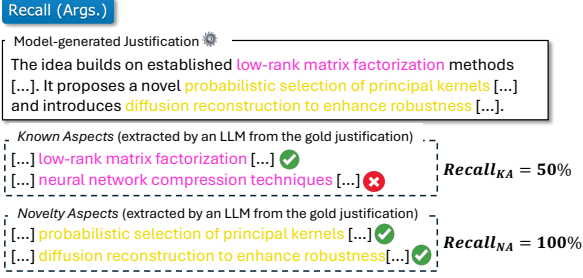 Recall (Args.)
Model-generated Justification
The idea builds on established low-rank matrix factorization methods
[...]. It proposes a novel probabilistic selection of principal kernels [...]
and introduces diffusion reconstruction to enhance robustness [...].
Known Aspects (extracted by an LLM from the gold justification)
[...] low-rank matrix factorization [...]
[...] neural network compression techniques [...]
Recall_KA = 50%
Novelty Aspects (extracted by an LLM from the gold justification)
[...] probabilistic selection of principal kernels [...]
[...] diffusion reconstruction to enhance robustness[...]
Recall_NA = 100%